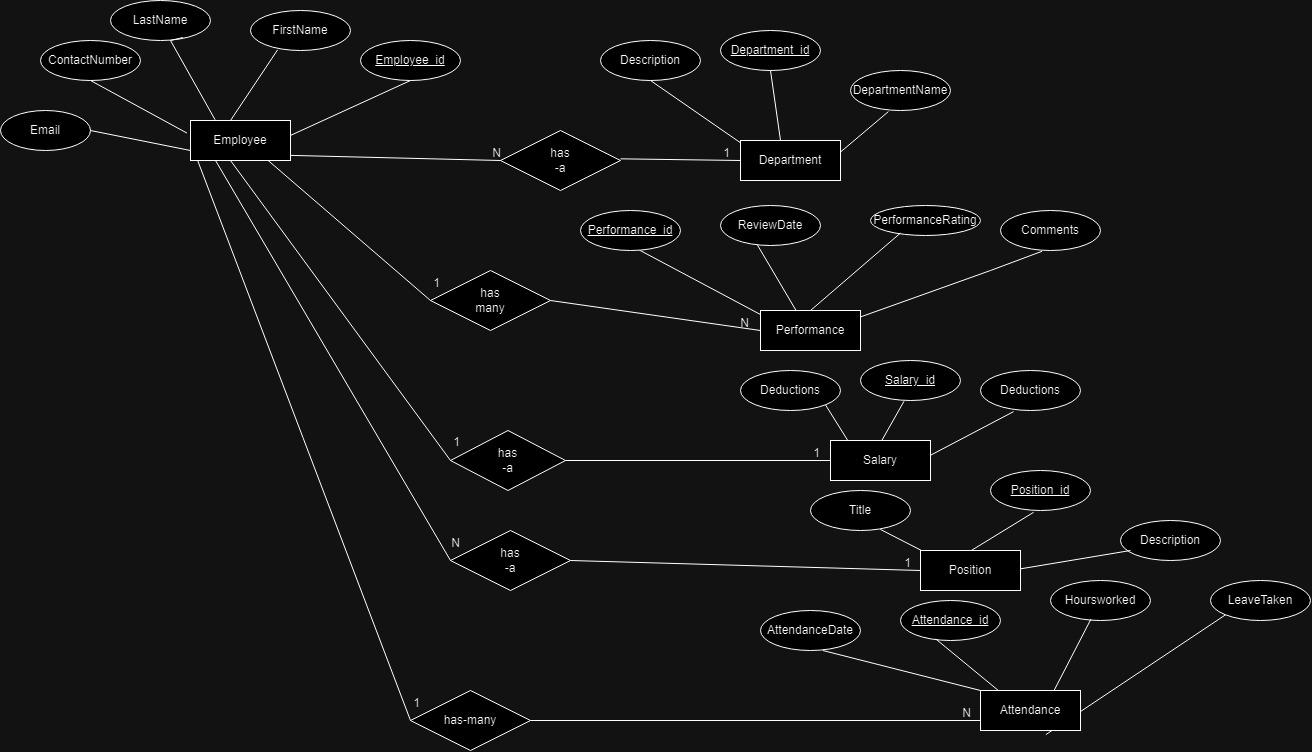 LastName
FirstName
ContactNumber
Employee_id
Description
Department_id
DepartmentName
Email
Employee
N
has
-a
1
Department
Performance_id
ReviewDate
PerformanceRating
Comments
1
has
many
N
Performance
Deductions
Salary_id
Deductions
1
has
-a
1
Salary
Title
Position_id
Description
N
has
-a
1
Position
AttendanceDate
Attendance_id
Hoursworked
LeaveTaken
1
has-many
N
Attendance